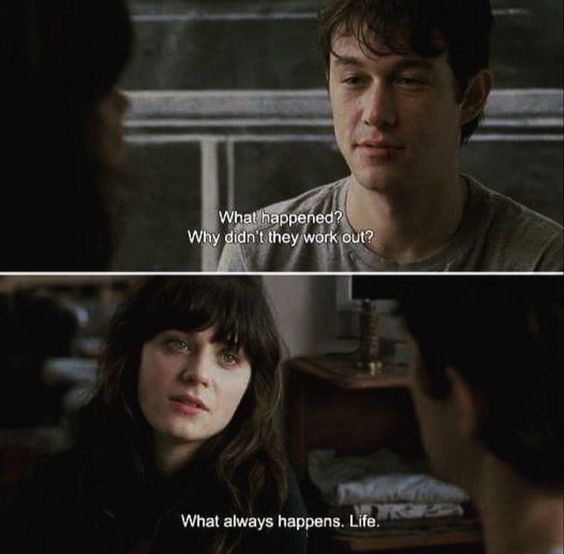 What happened?
Why didn't they work out?
What always happens. Life.